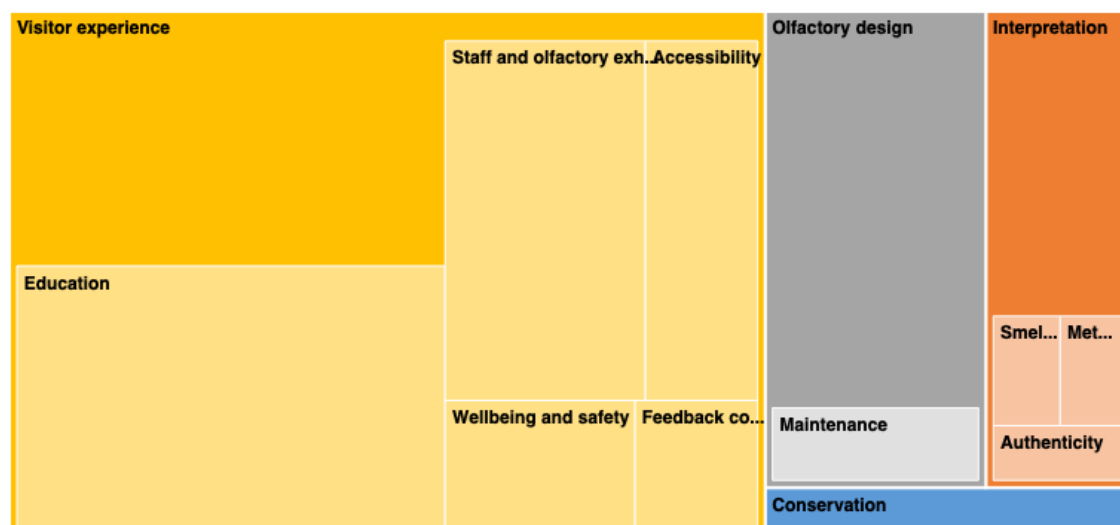 Visitor experience
Staff and olfactory exh...
Accessibility
Education
Wellbeing and safety
Feedback co...
Olfactory design
Maintenance
Interpretation
Smel...
Met...
Authenticity
Conservation